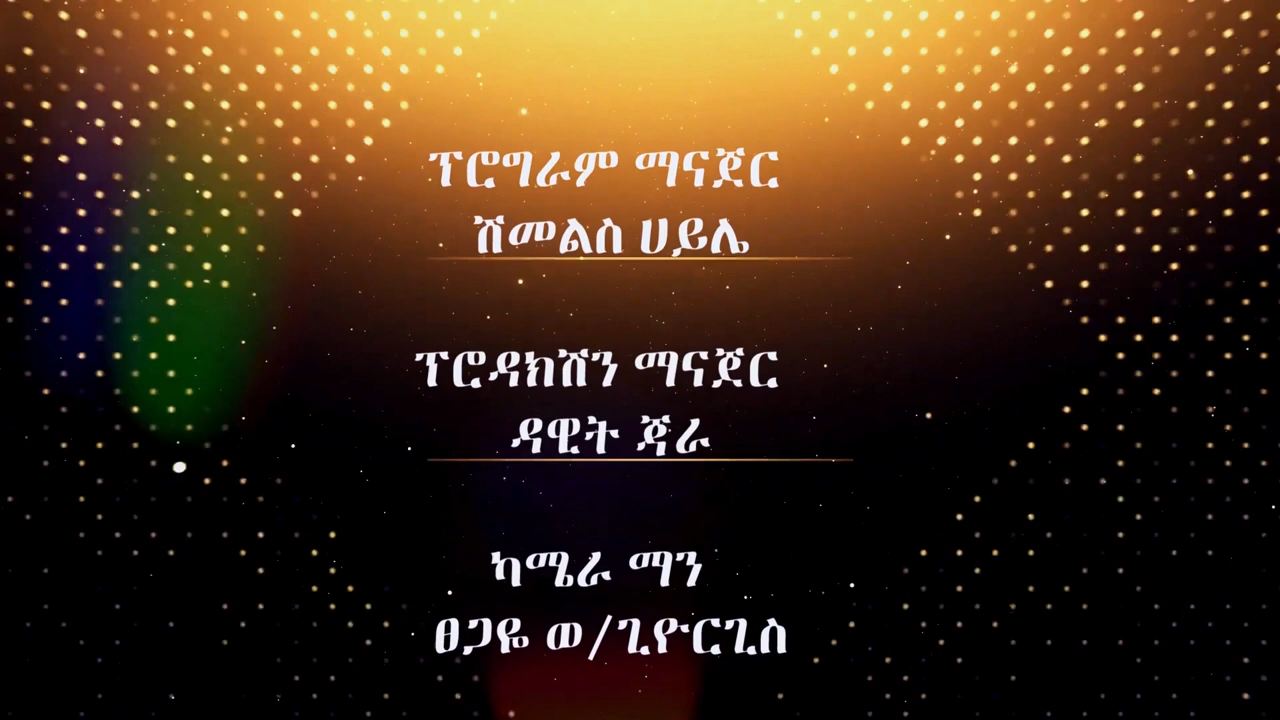 ፕሮግራም ማናጀር
ሽመልስ ሀይሌ
ፕሮዳክሽን ማናጀር
ዳዊት ጃራ
ካሜራ ማን
ፀጋዬ ወ/ጊዮርጊስ